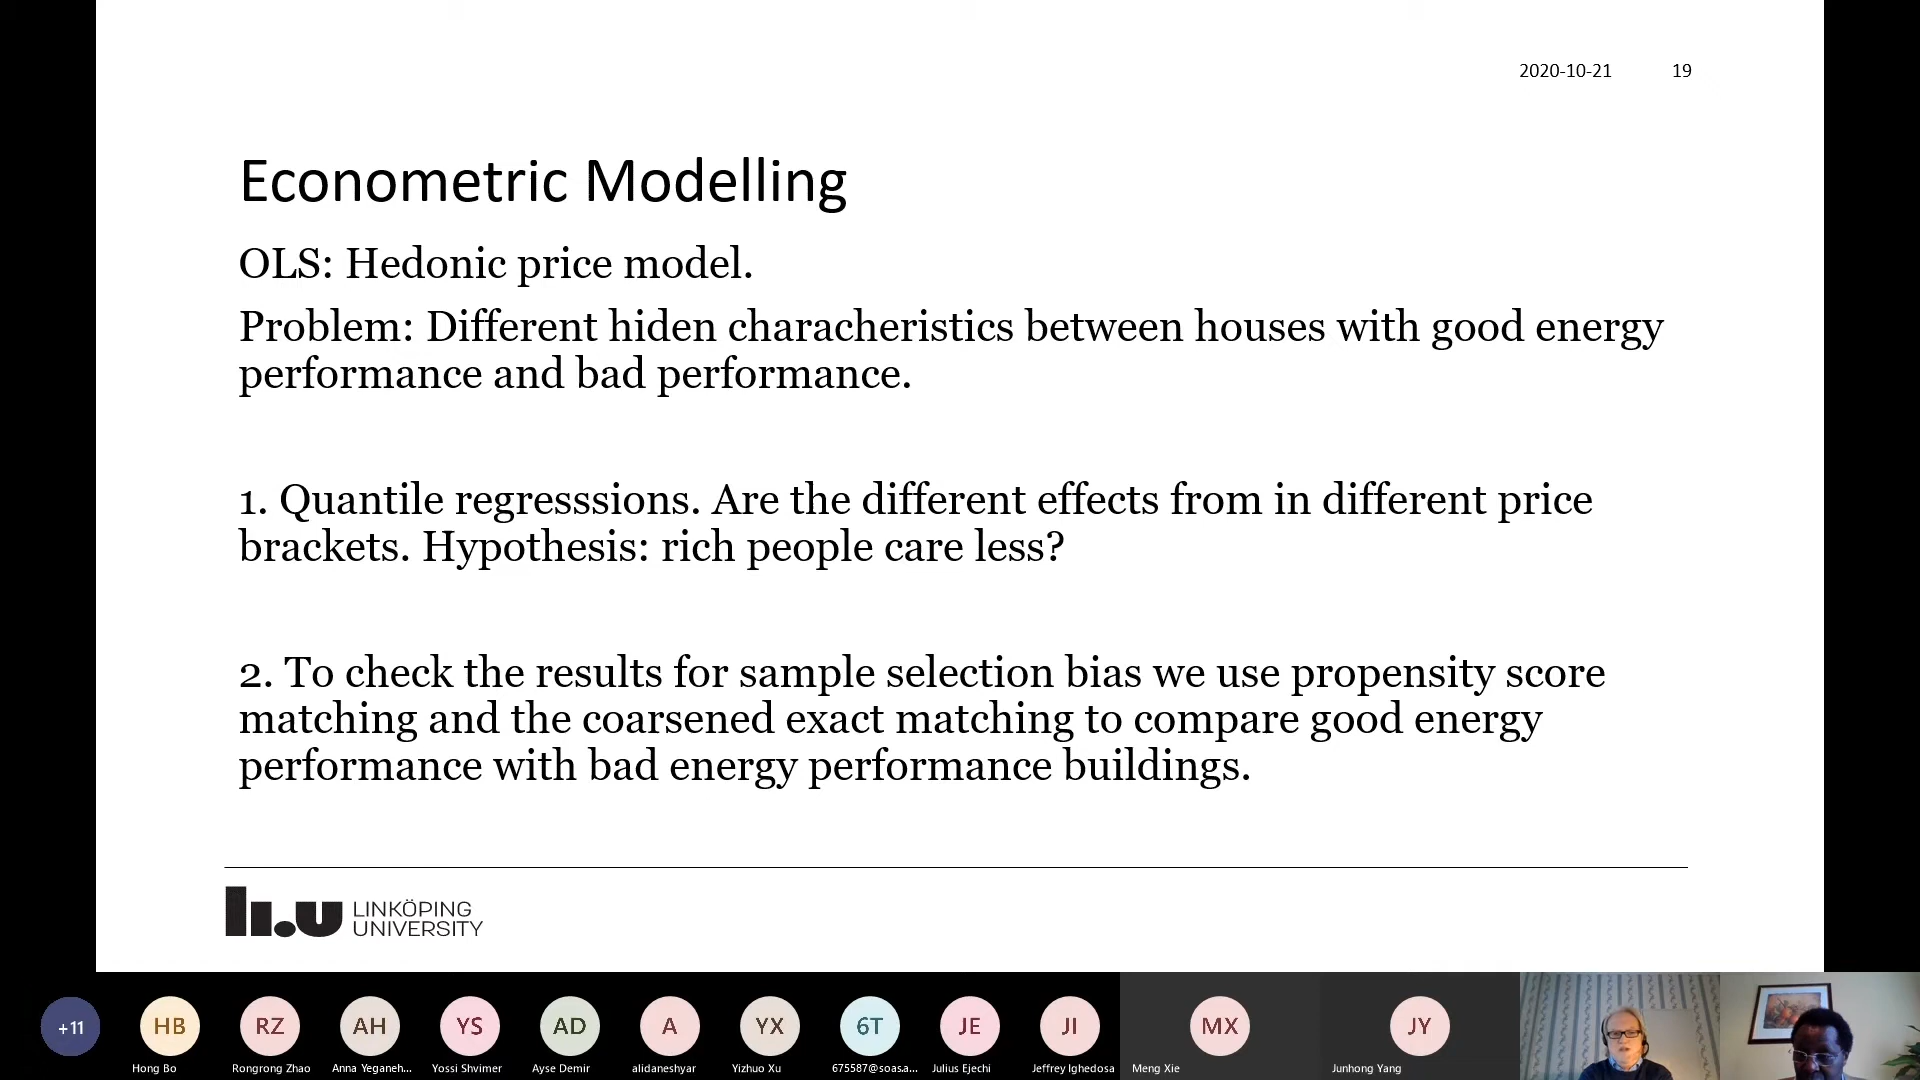 2020-10-21 19
Econometric Modelling
OLS: Hedonic price model.
Problem: Different hiden characheristics between houses with good energy
performance and bad performance.
1. Quantile regresssions. Are the different effects from in different price
brackets. Hypothesis: rich people care less?
2. To check the results for sample selection bias we use propensity score
matching and the coarsened exact matching to compare good energy
performance with bad energy performance buildings.
li.u LINKÖPING
UNIVERSITY
+11 HB RZ AH YS AD A YX 6T JE JI MX JY
Hong Bo Rongrong Zhao Anna Yeganeh... Yossi Shvimer Ayse Demir alidaneshyar Yizhuo Xu 675587@soas.a... Julius Ejechi Jeffrey Ighedosa Meng Xie Junhong Yang